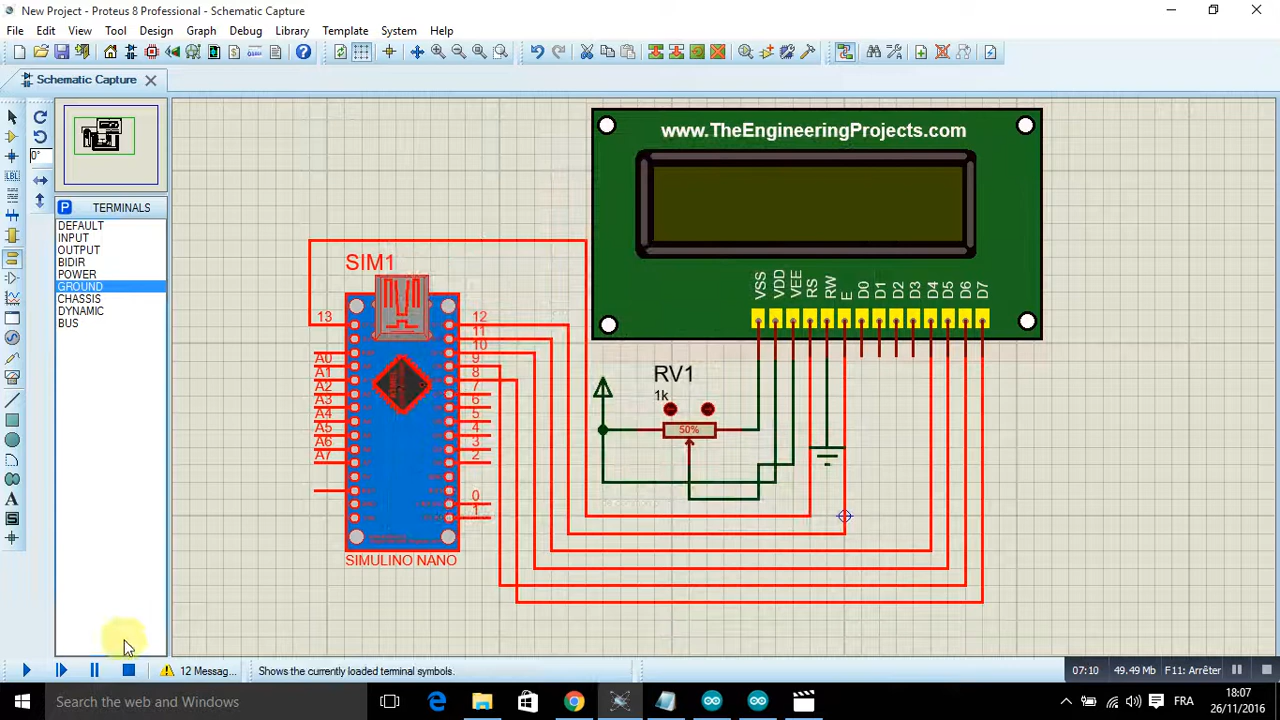 New Project - Proteus 8 Professional - Schematic Capture
File Edit View Tool Design Graph Debug Library Template System Help
Schematic Capture
0°
LBL
P TERMINALS
DEFAULT
INPUT
OUTPUT
BIDIR
POWER
GROUND
CHASSIS
DYNAMIC
BUS
www.TheEngineeringProjects.com
VSS
VDD
VEE
RS
RW
E
D0
D1
D2
D3
D4
D5
D6
D7
SIM1
13
A0
A1
A2
A3
A4
A5
A6
A7
12
11
10
9
8
7
6
5
4
3
2
0
1
SIMULINO NANO
RV1
1k
50%
12 Messag...
Shows the currently loaded terminal symbols.
07:10
49.49 Mb
F11: Arrêter
Search the web and Windows
FRA
18:07
26/11/2016